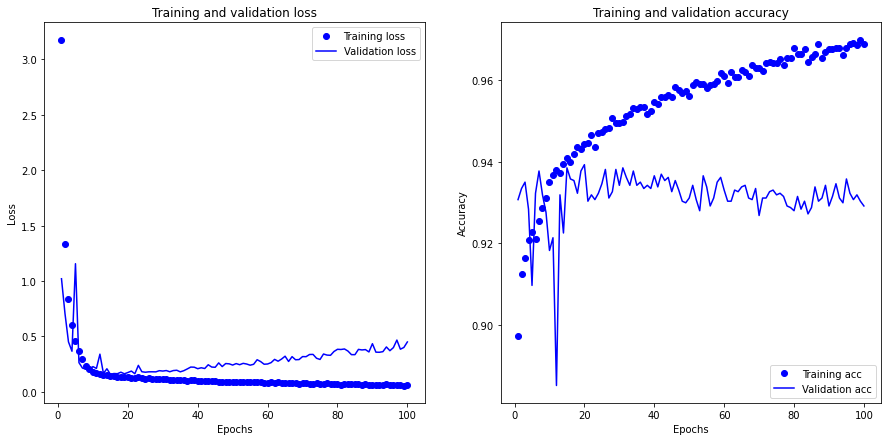 Training and validation loss
Training loss
Validation loss
3.0
2.5
2.0
1.5
1.0
0.5
0.0
Loss
0
20
40
60
80
100
Epochs
Training and validation accuracy
0.96
0.94
0.92
0.90
Accuracy
Training acc
Validation acc
0
20
40
60
80
100
Epochs